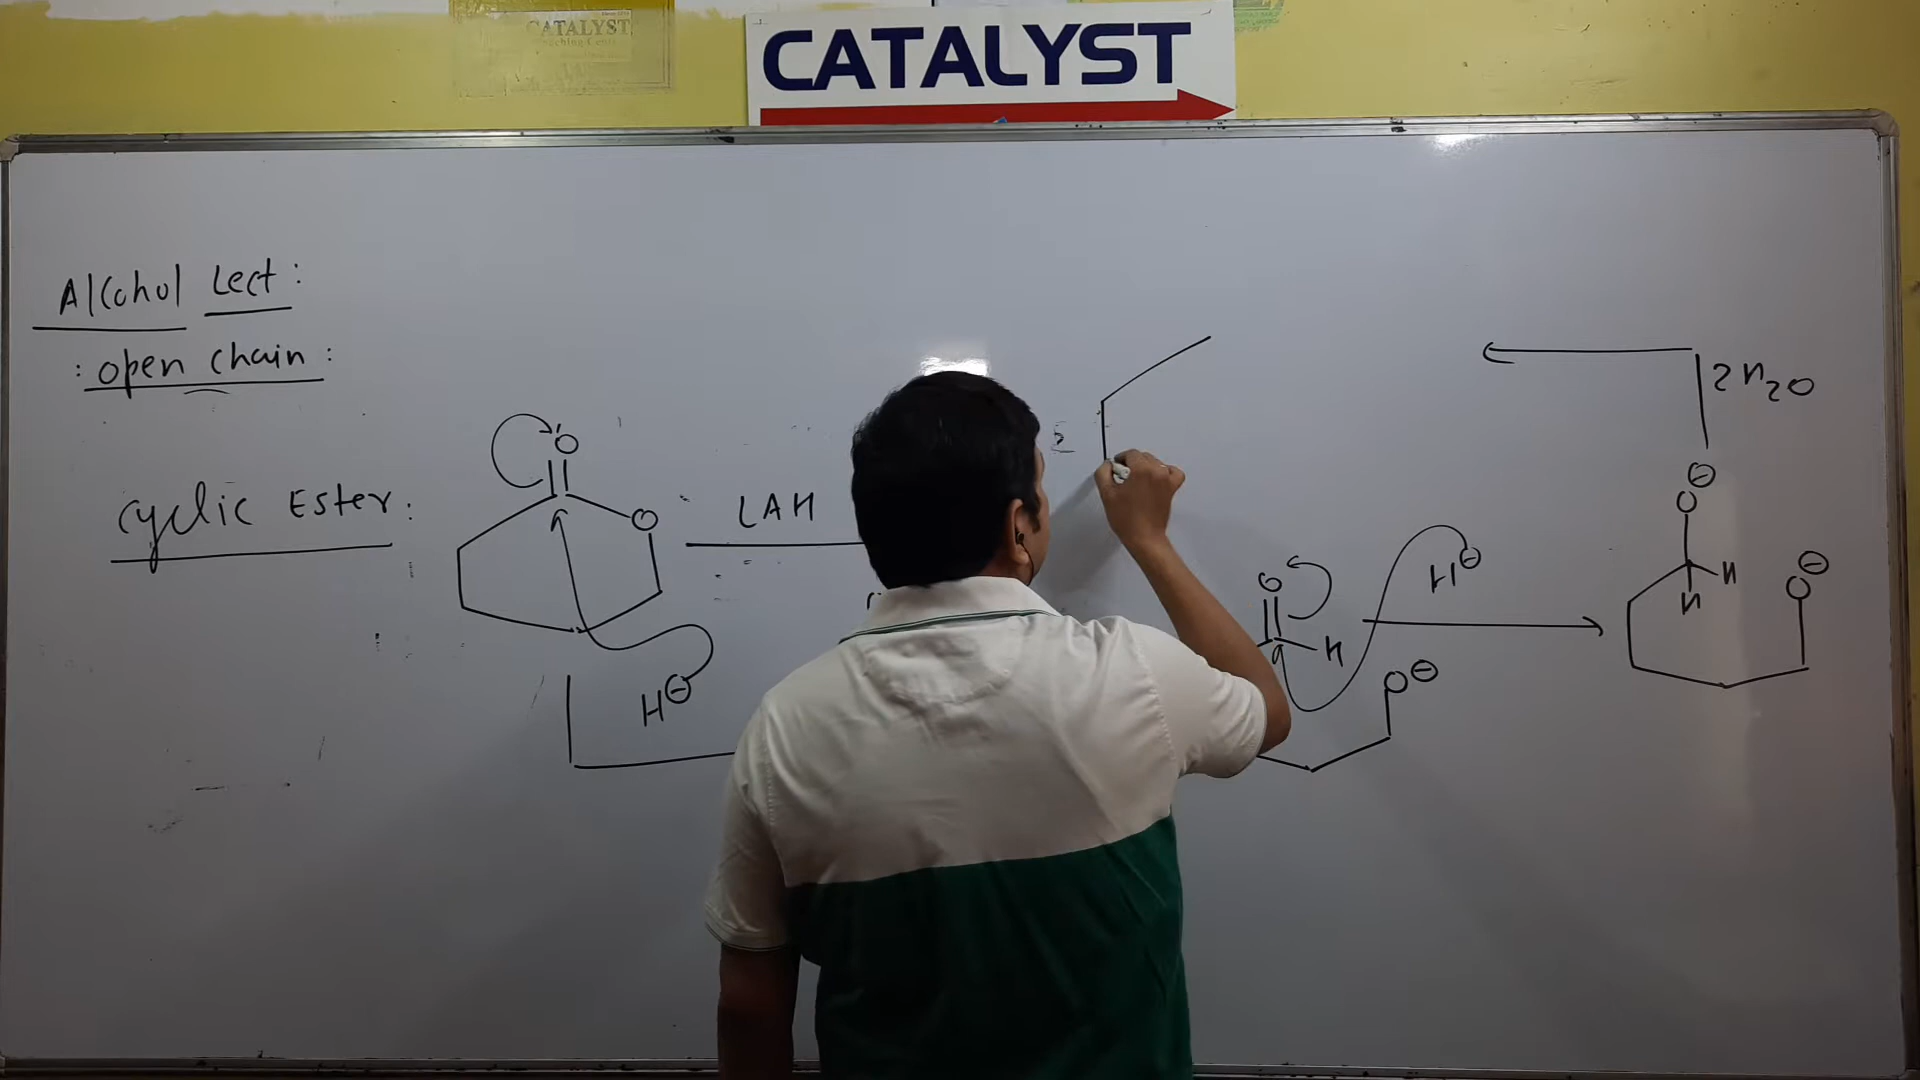 CATALYST
CATALYST
Alcohol Lect:
: open chain :
Cyclic Ester:
O
O
LAH
H⊖
O
H
O⊖
H⊖
2H₂O
O⊖
H
H
O⊖